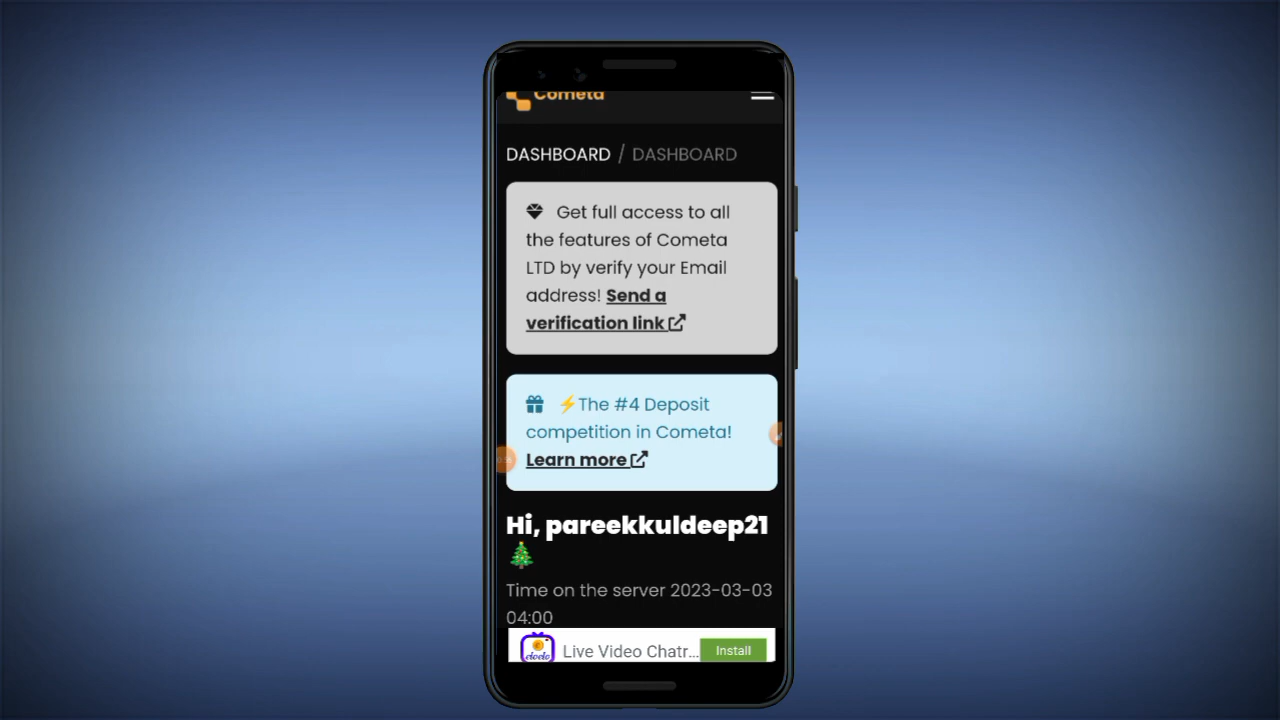 Cometa
DASHBOARD / DASHBOARD
Get full access to all
the features of Cometa
LTD by verify your Email
address! Send a
verification link
⚡The #4 Deposit
competition in Cometa!
Learn more
Hi, pareekkuldeep21
🎄
Time on the server 2023-03-03
04:00
Live Video Chatr...
Install